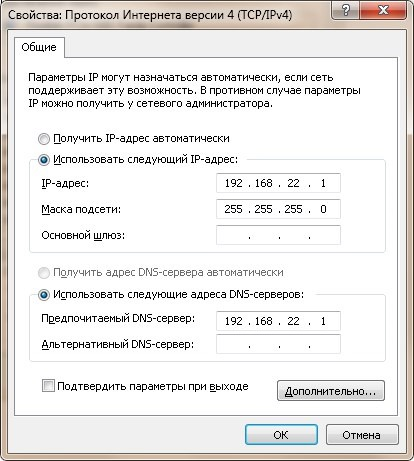 Свойства: Протокол Интернета версии 4 (TCP/IPv4)
Общие
Параметры IP могут назначаться автоматически, если сеть
поддерживает эту возможность. В противном случае параметры
IP можно получить у сетевого администратора.
Получить IP-адрес автоматически
Использовать следующий IP-адрес:
IP-адрес: 192 . 168 . 22 . 1
Маска подсети: 255 . 255 . 255 . 0
Основной шлюз: . . .
Получить адрес DNS-сервера автоматически
Использовать следующие адреса DNS-серверов:
Предпочитаемый DNS-сервер: 192 . 168 . 22 . 1
Альтернативный DNS-сервер: . . .
Подтвердить параметры при выходе
Дополнительно...
ОК Отмена